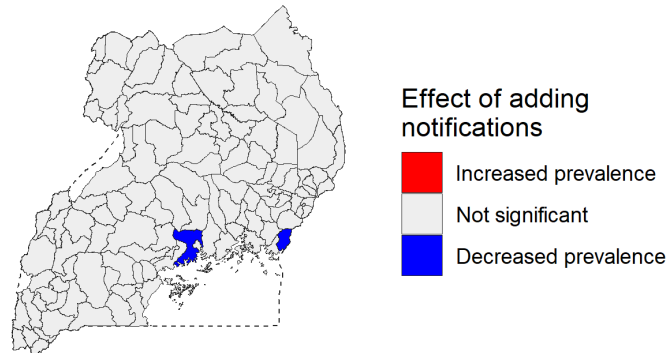 Effect of adding
notifications
Increased prevalence
Not significant
Decreased prevalence